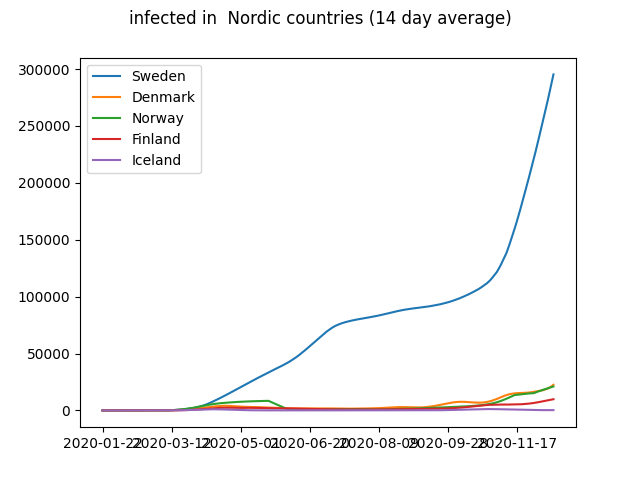 infected in  Nordic countries (14 day average)
300000
250000
200000
150000
100000
50000
0
Sweden
Denmark
Norway
Finland
Iceland
2020-01-22 2020-03-12 2020-05-01 2020-06-20 2020-08-09 2020-09-28 2020-11-17